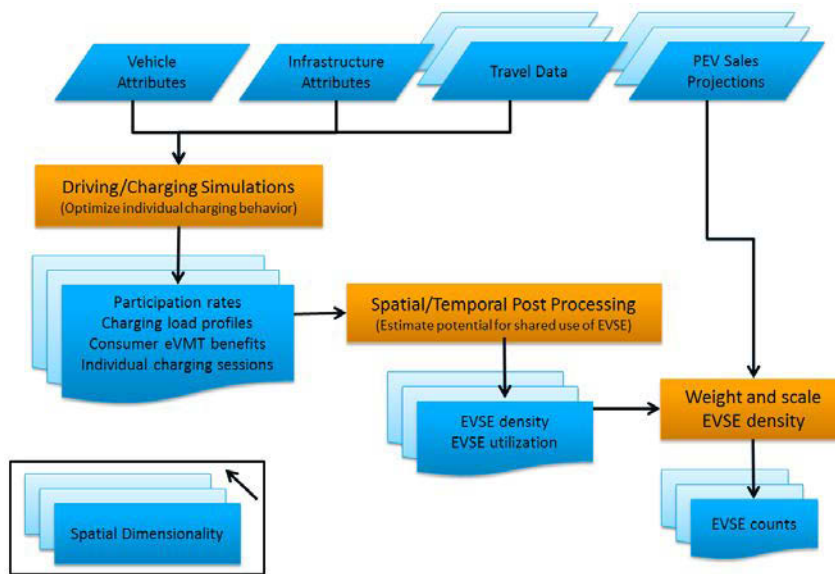 Vehicle
Attributes
Infrastructure
Attributes
Travel Data
PEV Sales
Projections
Driving/Charging Simulations
(Optimize individual charging behavior)
Participation rates
Charging load profiles
Consumer eVMT benefits
Individual charging sessions
Spatial/Temporal Post Processing
(Estimate potential for shared use of EVSE)
EVSE density
EVSE utilization
Weight and scale
EVSE density
EVSE counts
Spatial Dimensionality